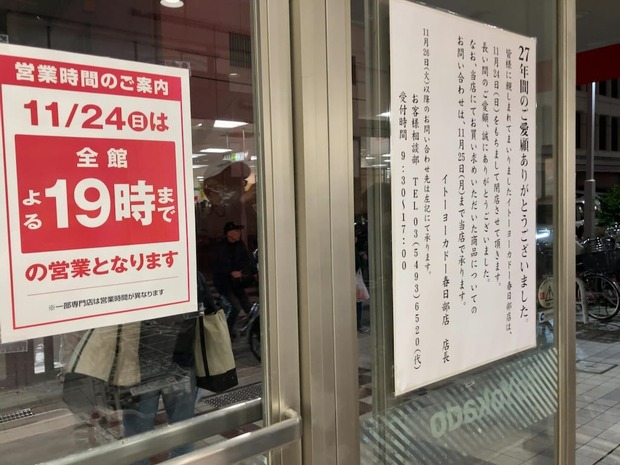 営業時間のご案内
11/24日は
全館
よる19時まで
の営業となります
※一部専門店は営業時間が異なります
27年間のご愛顧ありがとうございました。
皆様に親しまれてまいりましたイトーヨーカドー春日部店は、
11月24日(日)をもちまして閉店させて頂きます。
長い間のご愛顧、誠にありがとうございました。
なお、当店にてお買い求めいただいた商品についての
お問い合わせは、11月25日(月)まで当店で承ります。
イトーヨーカドー春日部店 店長
11月26日(火)以降のお問い合わせ先は左記にて承ります。
お客様相談部 TEL 03(5493)6520(代)
受付時間 9:30~17:00